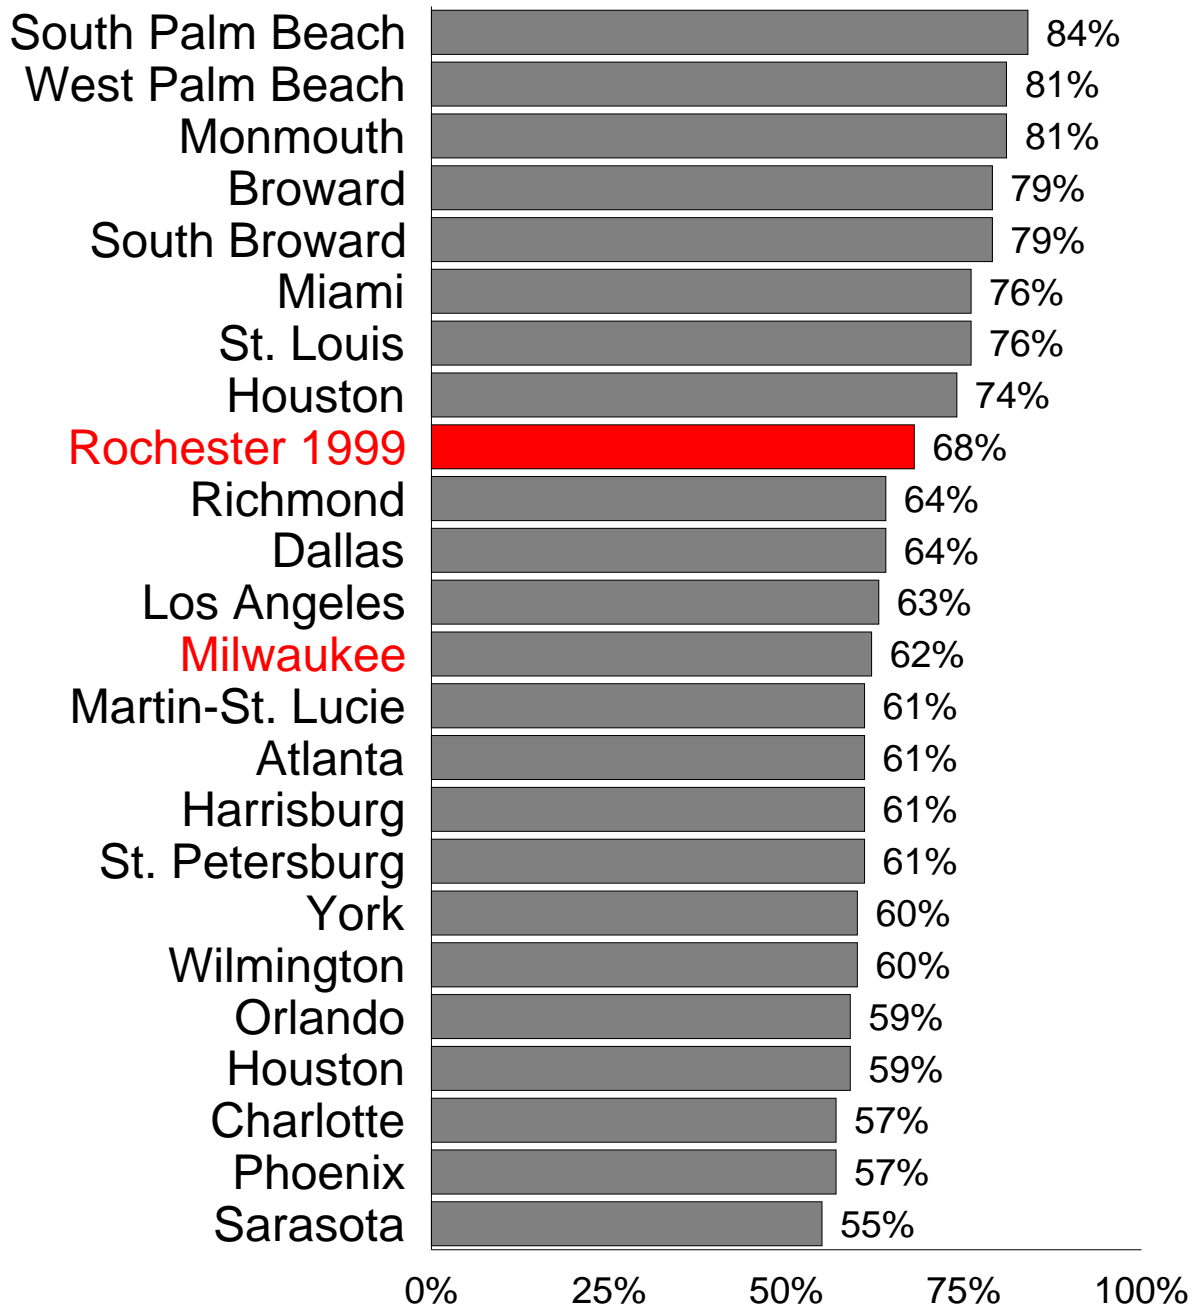 South Palm Beach 84%
West Palm Beach 81%
Monmouth 81%
Broward 79%
South Broward 79%
Miami 76%
St. Louis 76%
Houston 74%
Rochester 1999 68%
Richmond 64%
Dallas 64%
Los Angeles 63%
Milwaukee 62%
Martin-St. Lucie 61%
Atlanta 61%
Harrisburg 61%
St. Petersburg 61%
York 60%
Wilmington 60%
Orlando 59%
Houston 59%
Charlotte 57%
Phoenix 57%
Sarasota 55%
0% 25% 50% 75% 100%